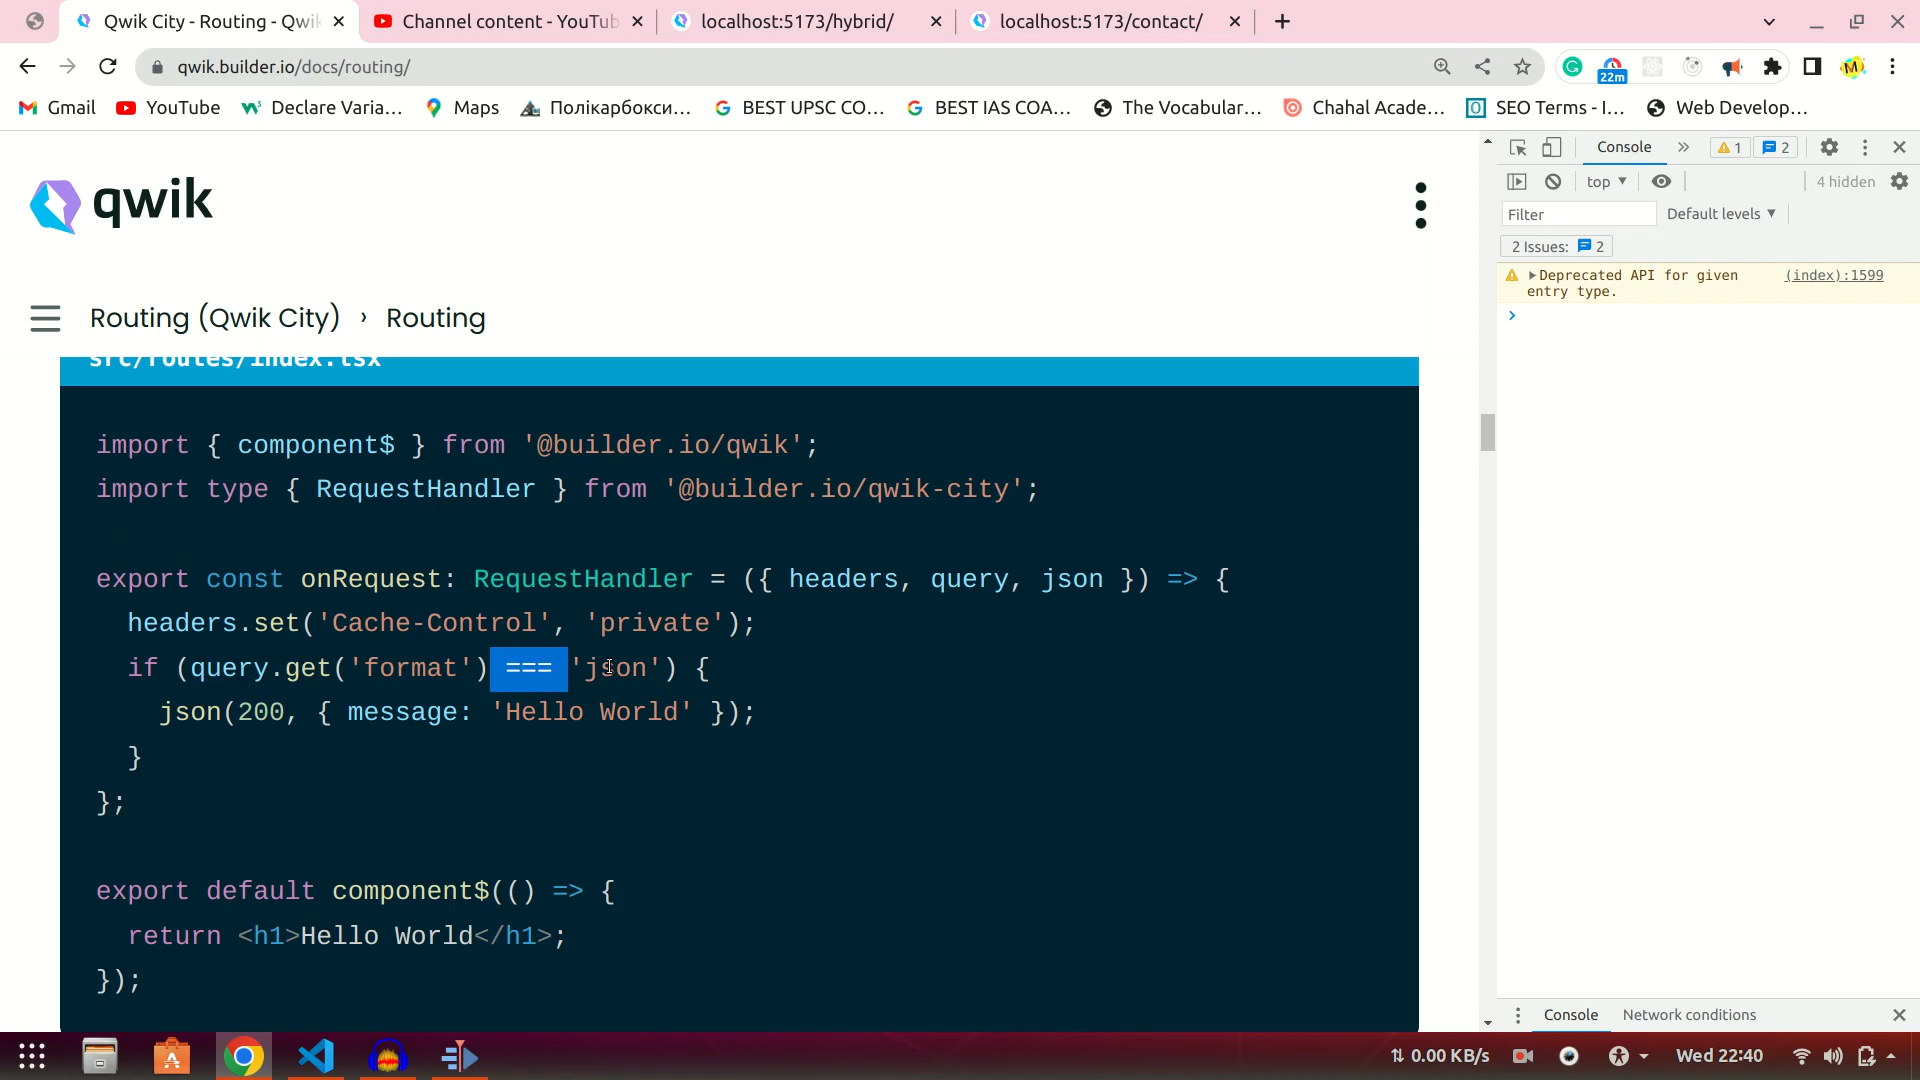 Qwik City - Routing - Qwik
Channel content - YouTub
localhost:5173/hybrid/
localhost:5173/contact/
qwik.builder.io/docs/routing/
22m
M
Gmail
YouTube
Declare Varia...
Maps
Полікарбокси...
BEST UPSC CO...
BEST IAS COA...
The Vocabular...
Chahal Acade...
SEO Terms - I...
Web Develop...
qwik
Routing (Qwik City) › Routing
src/routes/index.tsx
import { component$ } from '@builder.io/qwik';
import type { RequestHandler } from '@builder.io/qwik-city';
export const onRequest: RequestHandler = ({ headers, query, json }) => {
headers.set('Cache-Control', 'private');
if (query.get('format') === 'json') {
json(200, { message: 'Hello World' });
}
};
export default component$(() => {
return <h1>Hello World</h1>;
});
Console
1
2
top
4 hidden
Filter
Default levels
2 Issues: 2
Deprecated API for given (index):1599
entry type.
Console
Network conditions
0.00 KB/s
Wed 22:40